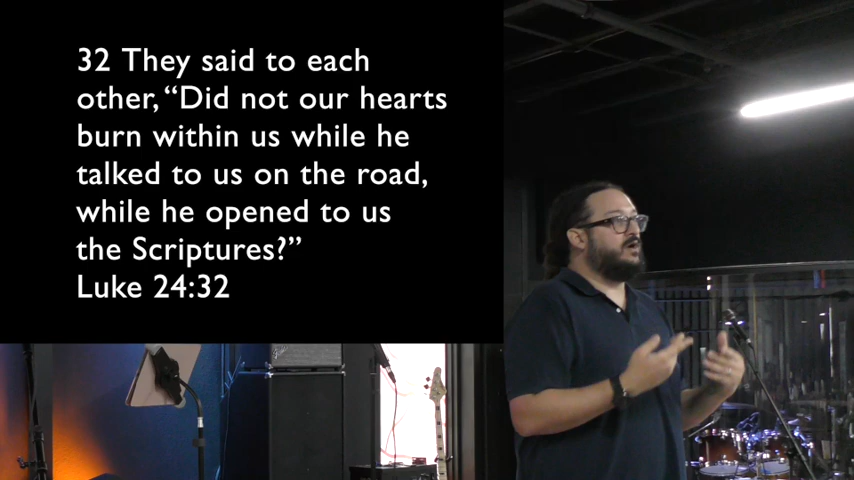 32 They said to each
other, “Did not our hearts
burn within us while he
talked to us on the road,
while he opened to us
the Scriptures?”
Luke 24:32